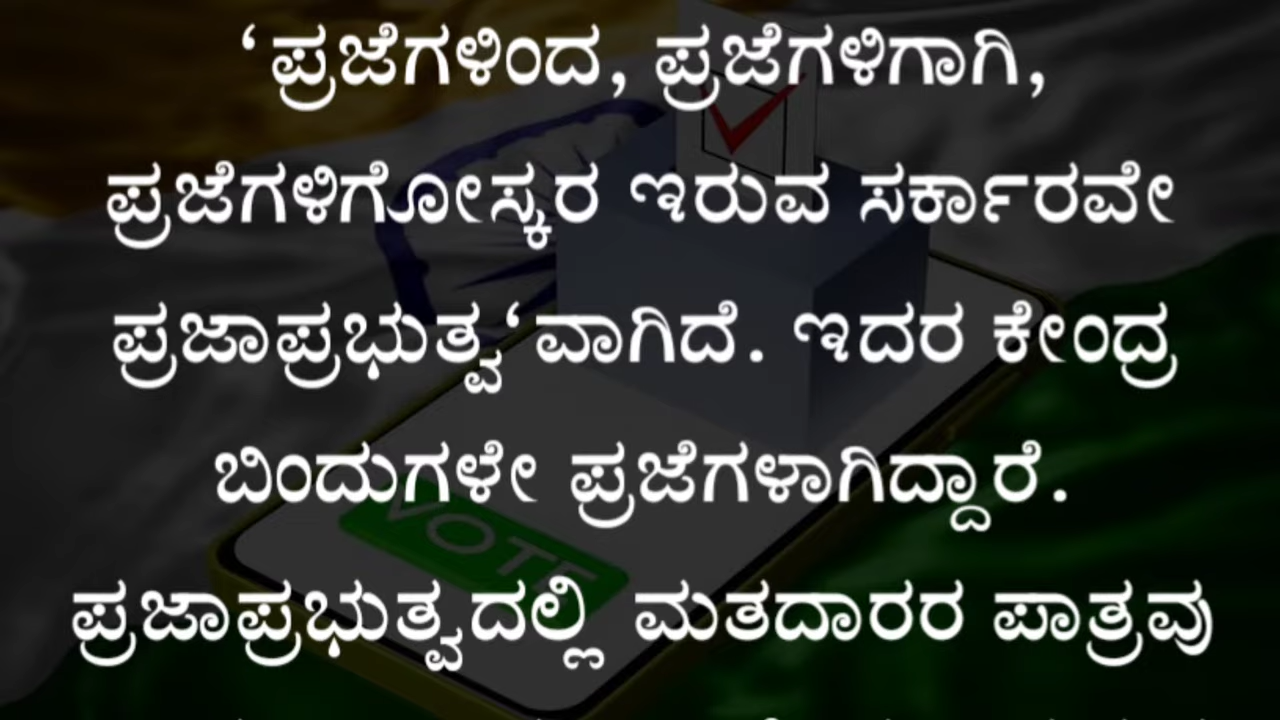 ‘ಪ್ರಜೆಗಳಿಂದ, ಪ್ರಜೆಗಳಿಗಾಗಿ,
ಪ್ರಜೆಗಳಿಗೋಸ್ಕರ ಇರುವ ಸರ್ಕಾರವೇ
ಪ್ರಜಾಪ್ರಭುತ್ವ‘ವಾಗಿದೆ. ಇದರ ಕೇಂದ್ರ
ಬಿಂದುಗಳೇ ಪ್ರಜೆಗಳಾಗಿದ್ದಾರೆ.
VOTE
ಪ್ರಜಾಪ್ರಭುತ್ವದಲ್ಲಿ ಮತದಾರರ ಪಾತ್ರವು